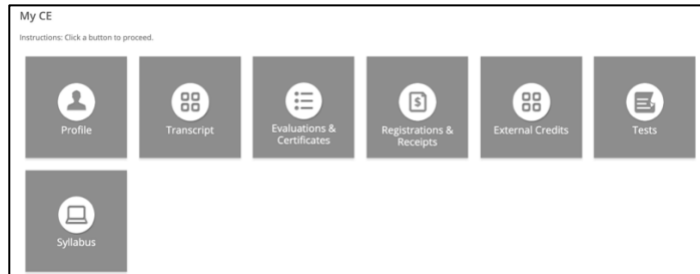 My CE
Instructions: Click a button to proceed.
Profile
Transcript
Evaluations &
Certificates
Registrations &
Receipts
External Credits
Tests
Syllabus